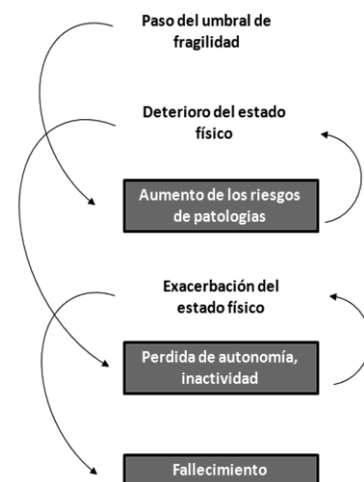 Paso del umbral de
fragilidad
Deterioro del estado
físico
Aumento de los riesgos
de patologias
Exacerbación del
estado físico
Perdida de autonomía,
inactividad
Fallecimiento